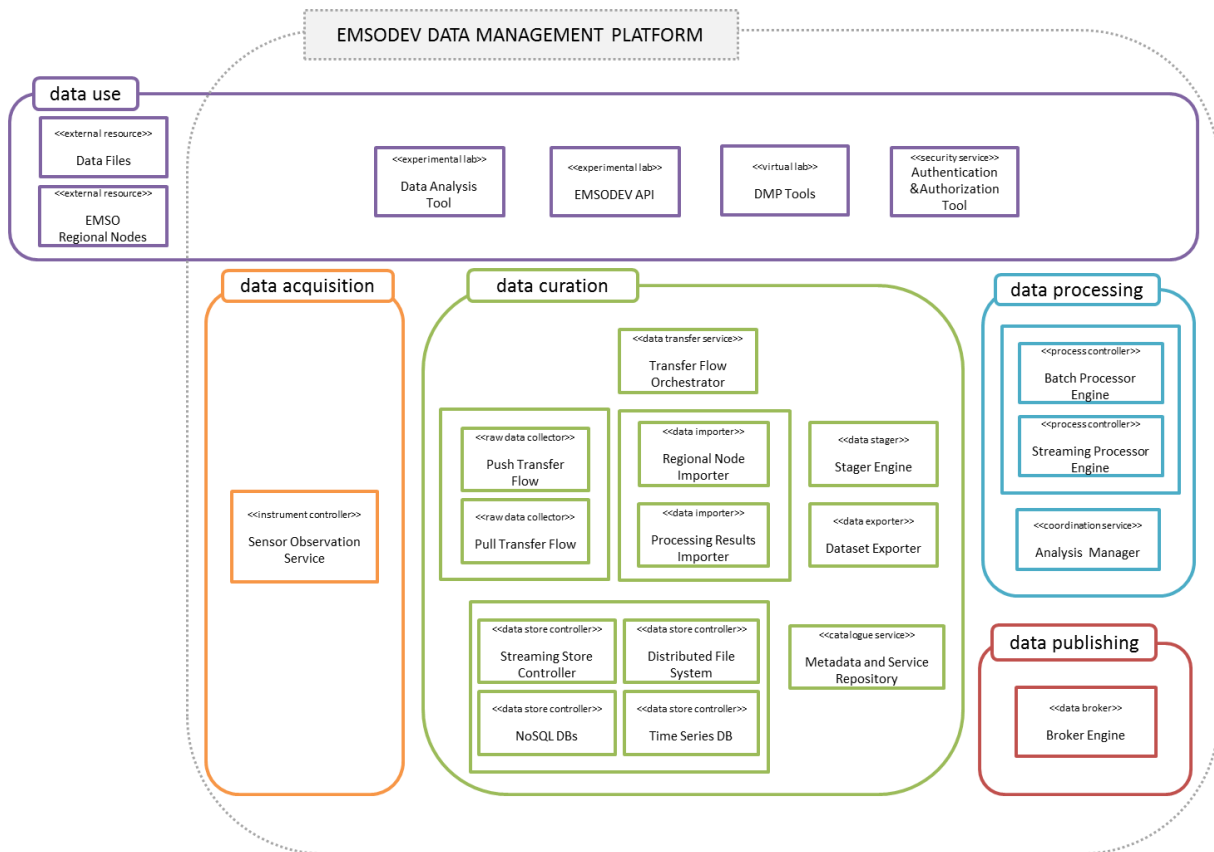 EMSODEV DATA MANAGEMENT PLATFORM
data use
<<external resource>>
Data Files
<<external resource>>
EMSO
Regional Nodes
<<experimental lab>>
Data Analysis
Tool
<<experimental lab>>
EMSODEV API
<<virtual lab>>
DMP Tools
<<security service>>
Authentication
&Authorization
Tool
data acquisition
<<instrument controller>>
Sensor Observation
Service
data curation
<<data transfer service>>
Transfer Flow
Orchestrator
<<raw data collector>>
Push Transfer
Flow
<<raw data collector>>
Pull Transfer Flow
<<data importer>>
Regional Node
Importer
<<data importer>>
Processing Results
Importer
<<data stager>>
Stager Engine
<<data exporter>>
Dataset Exporter
<<data store controller>>
Streaming Store
Controller
<<data store controller>>
Distributed File
System
<<data store controller>>
NoSQL DBs
<<data store controller>>
Time Series DB
<<catalogue service>>
Metadata and Service
Repository
data processing
<<process controller>>
Batch Processor
Engine
<<process controller>>
Streaming Processor
Engine
<<coordination service>>
Analysis Manager
data publishing
<<data broker>>
Broker Engine